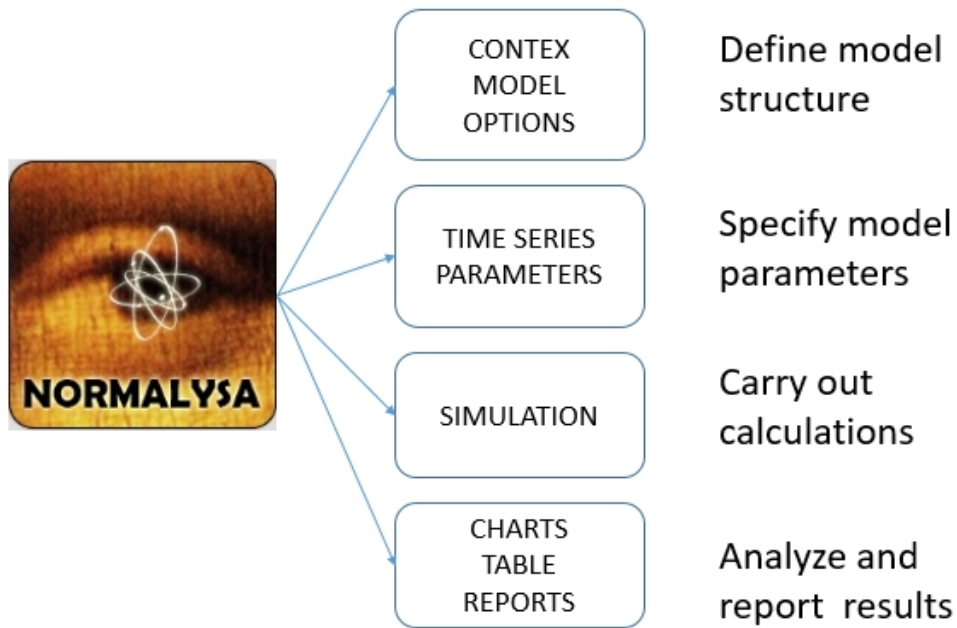 CONTEX
MODEL
OPTIONS
Define model
structure
TIME SERIES
PARAMETERS
Specify model
parameters
NORMALYSA
SIMULATION
Carry out
calculations
CHARTS
TABLE
REPORTS
Analyze and
report results